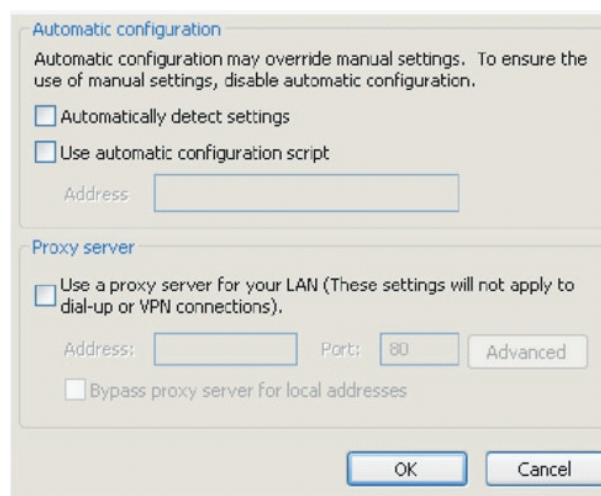 Automatic configuration
Automatic configuration may override manual settings.  To ensure the
use of manual settings, disable automatic configuration.
Automatically detect settings
Use automatic configuration script
Address
Proxy server
Use a proxy server for your LAN (These settings will not apply to
dial-up or VPN connections).
Address: Port: 80 Advanced
Bypass proxy server for local addresses
OK Cancel